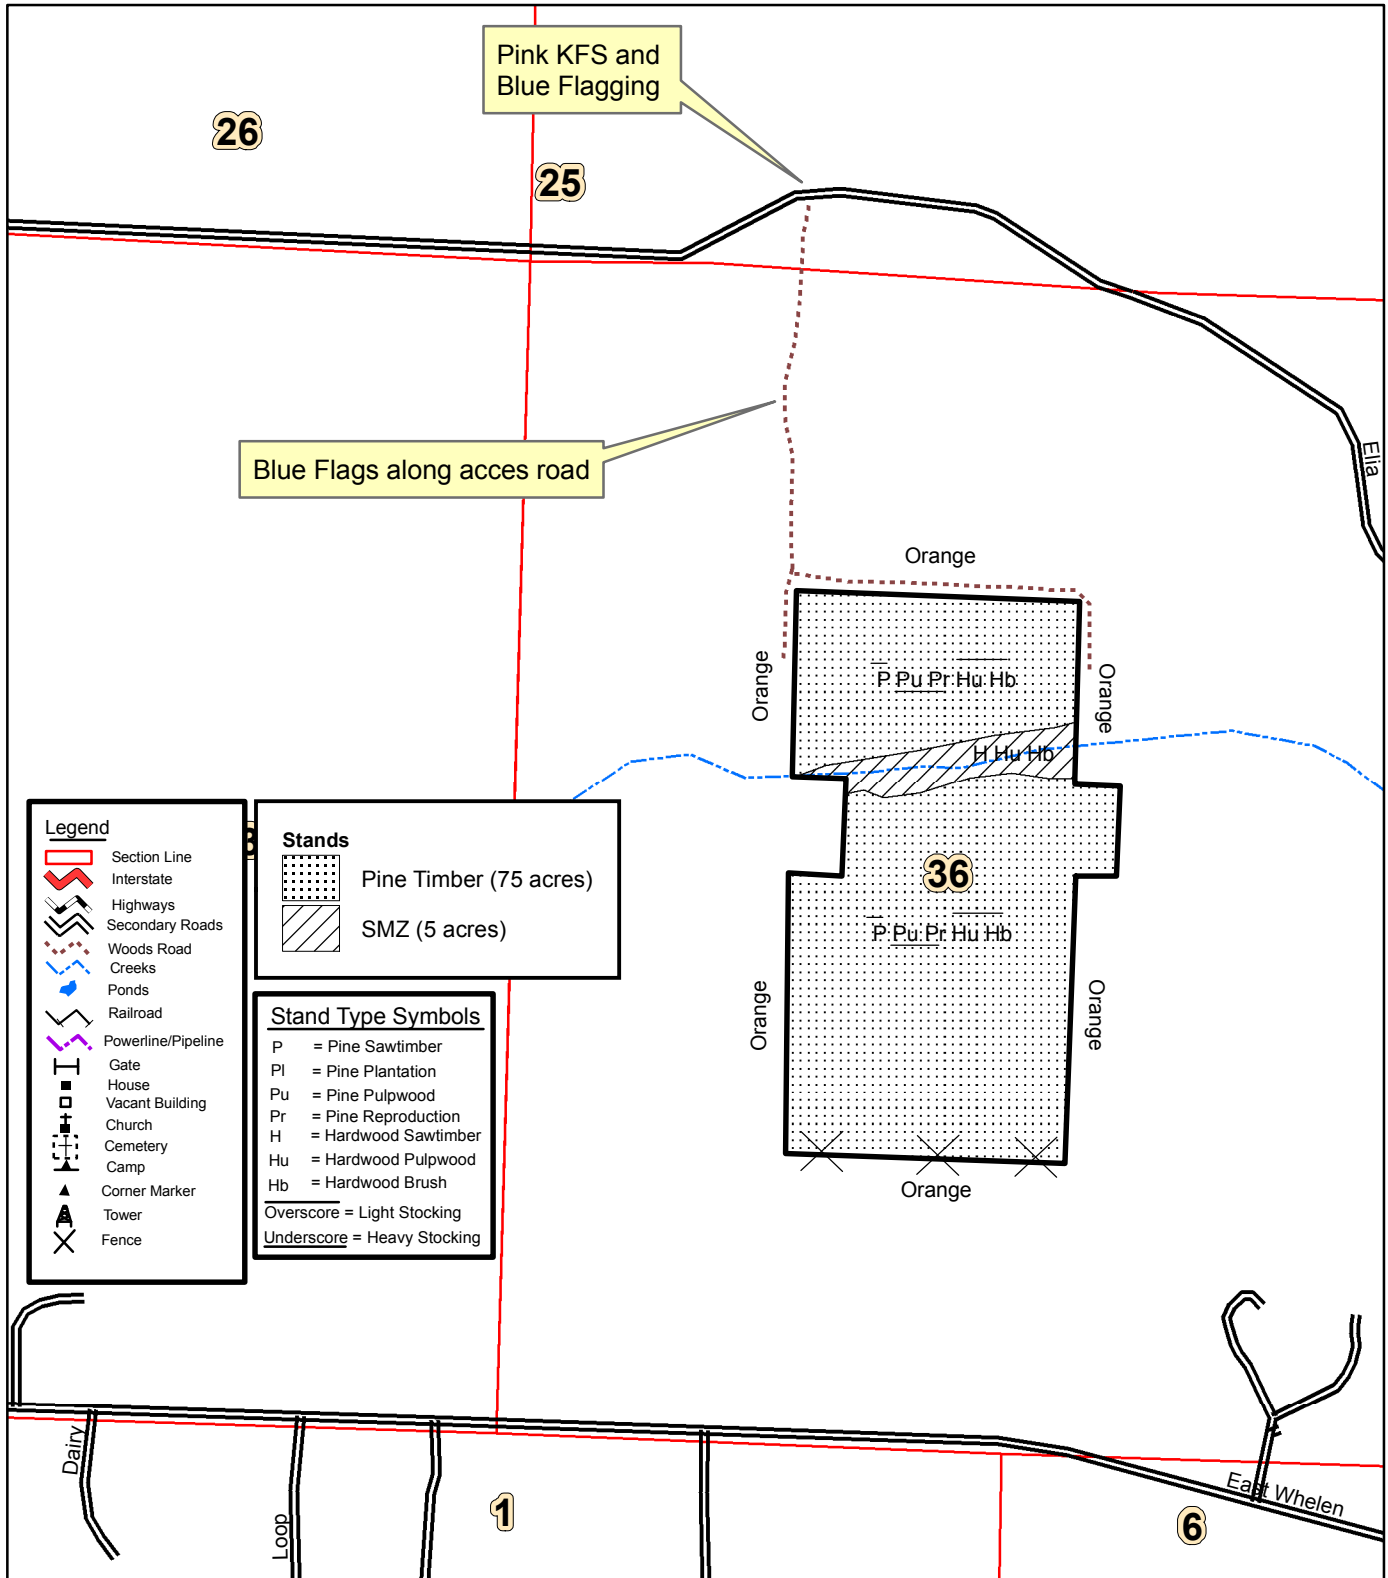 Pink KFS and
Blue Flagging
26
25
Elia
Blue Flags along acces road
Orange
Orange
Orange
P Pu Pr Hu Hb
H Hu Hb
36
P Pu Pr Hu Hb
Orange
Orange
Orange
Legend
Section Line
Interstate
Highways
Secondary Roads
Woods Road
Creeks
Ponds
Railroad
Powerline/Pipeline
Gate
House
Vacant Building
Church
Cemetery
Camp
Corner Marker
Tower
Fence
Stands
Pine Timber (75 acres)
SMZ (5 acres)
Stand Type Symbols
P = Pine Sawtimber
Pl = Pine Plantation
Pu = Pine Pulpwood
Pr = Pine Reproduction
H = Hardwood Sawtimber
Hu = Hardwood Pulpwood
Hb = Hardwood Brush
Overscore = Light Stocking
Underscore = Heavy Stocking
Dairy
Loop
1
East Whelen
6